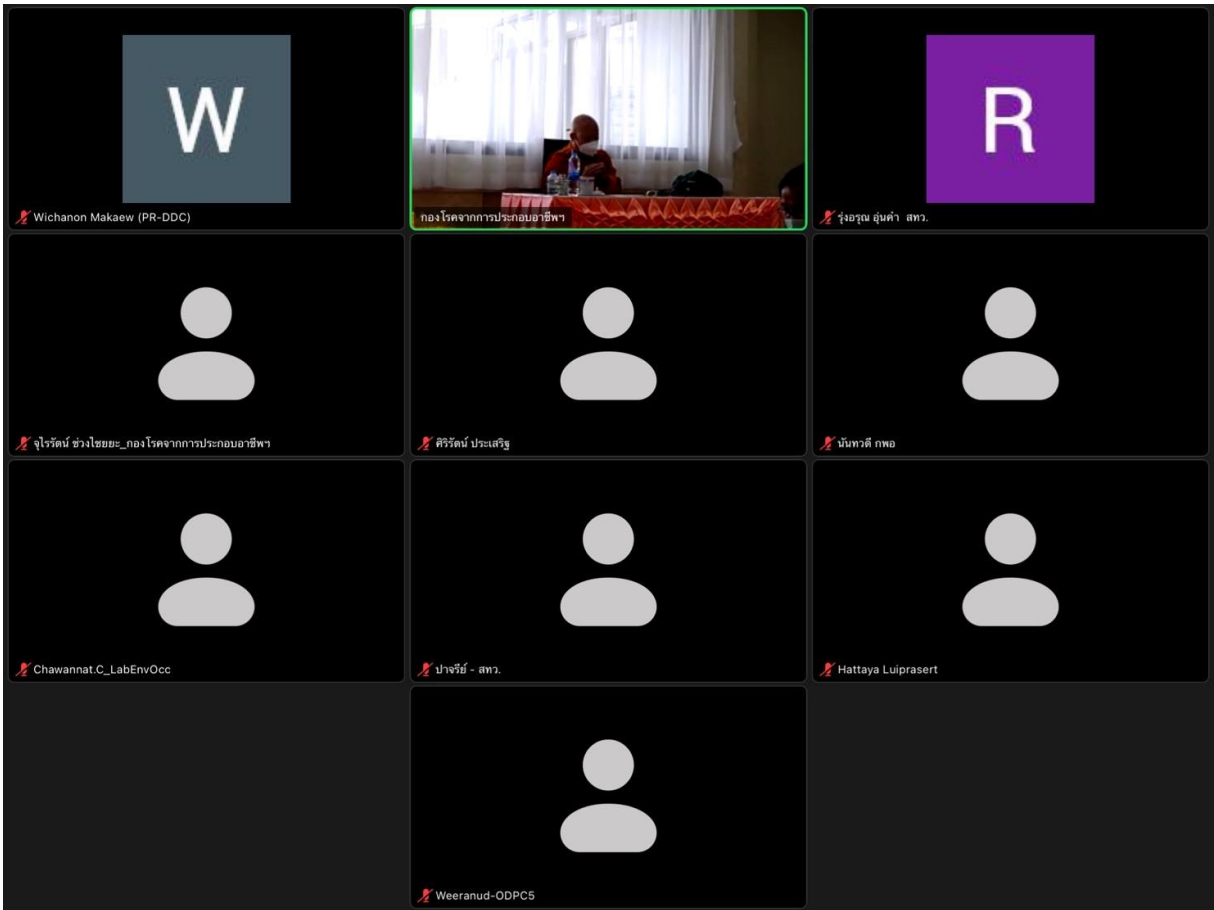 W
Wichanon Makaew (PR-DDC)
กองโรคจากการประกอบอาชีพฯ
R
รุ่งอรุณ อุ่นคำ สทว.
จุไรรัตน์ ช่วงไชยยะ_กองโรคจากการประกอบอาชีพฯ
ศิริรัตน์ ประเสริฐ
นันทวดี กพอ
Chawannat.C_LabEnvOcc
ปาจรีย์ - สทว.
Hattaya Luiprasert
Weeranud-ODPC5